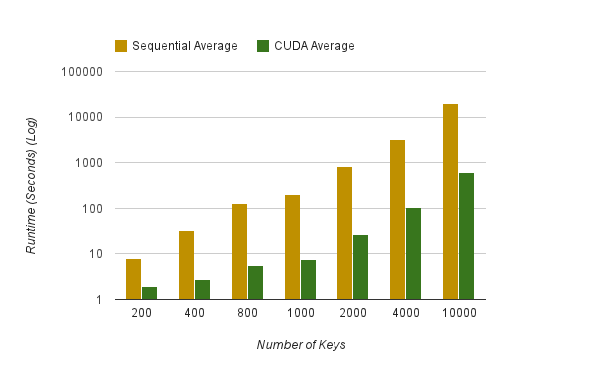 Sequential Average CUDA Average
100000
10000
1000
100
10
1
Runtime (Seconds) (Log)
200 400 800 1000 2000 4000 10000
Number of Keys